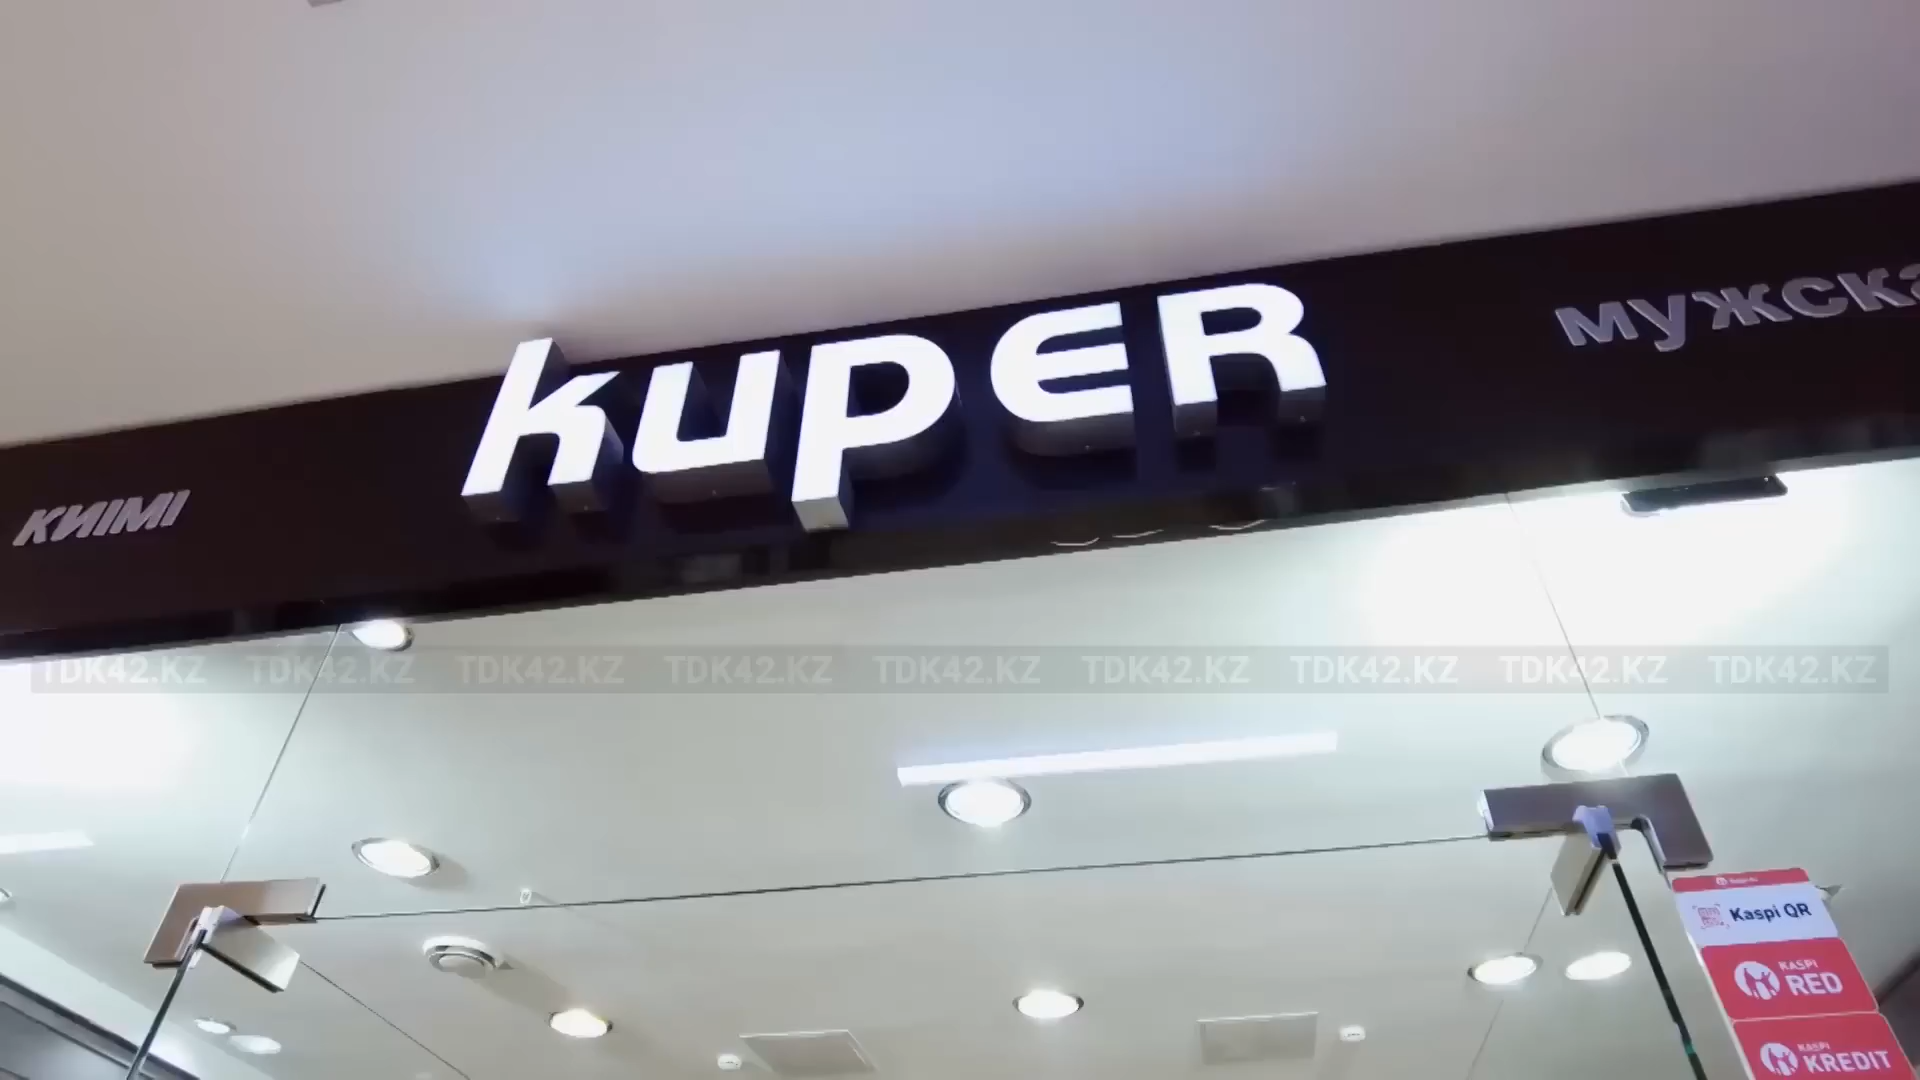 kupER
киімі
мужска
TDK42.KZ TDK42.KZ TDK42.KZ TDK42.KZ TDK42.KZ TDK42.KZ TDK42.KZ TDK42.KZ TDK42.KZ
Kaspi QR
KASPI
RED
KASPI
KREDIT